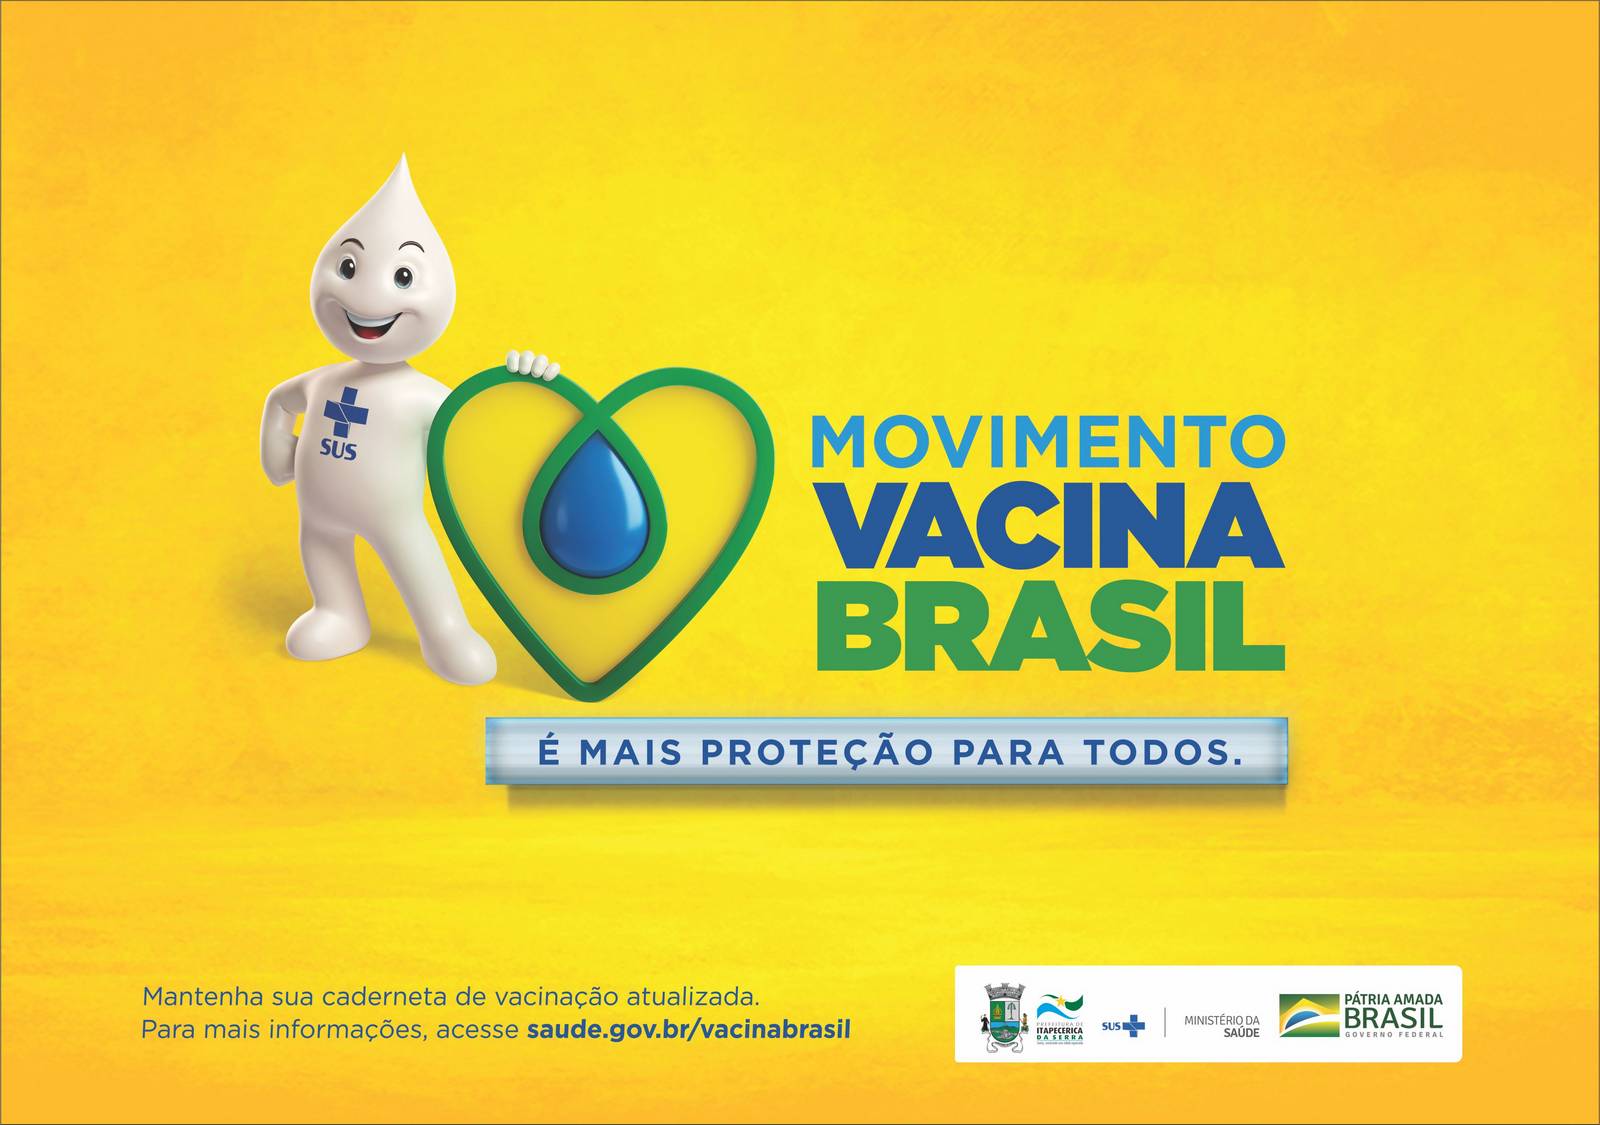 SUS
MOVIMENTO
VACINA
BRASIL
É MAIS PROTEÇÃO PARA TODOS.
Mantenha sua caderneta de vacinação atualizada.
Para mais informações, acesse saude.gov.br/vacinabrasil
PREFEITURA DE
ITAPECERICA
DA SERRA
SUS
MINISTÉRIO DA
SAÚDE
PÁTRIA AMADA
BRASIL
GOVERNO FEDERAL